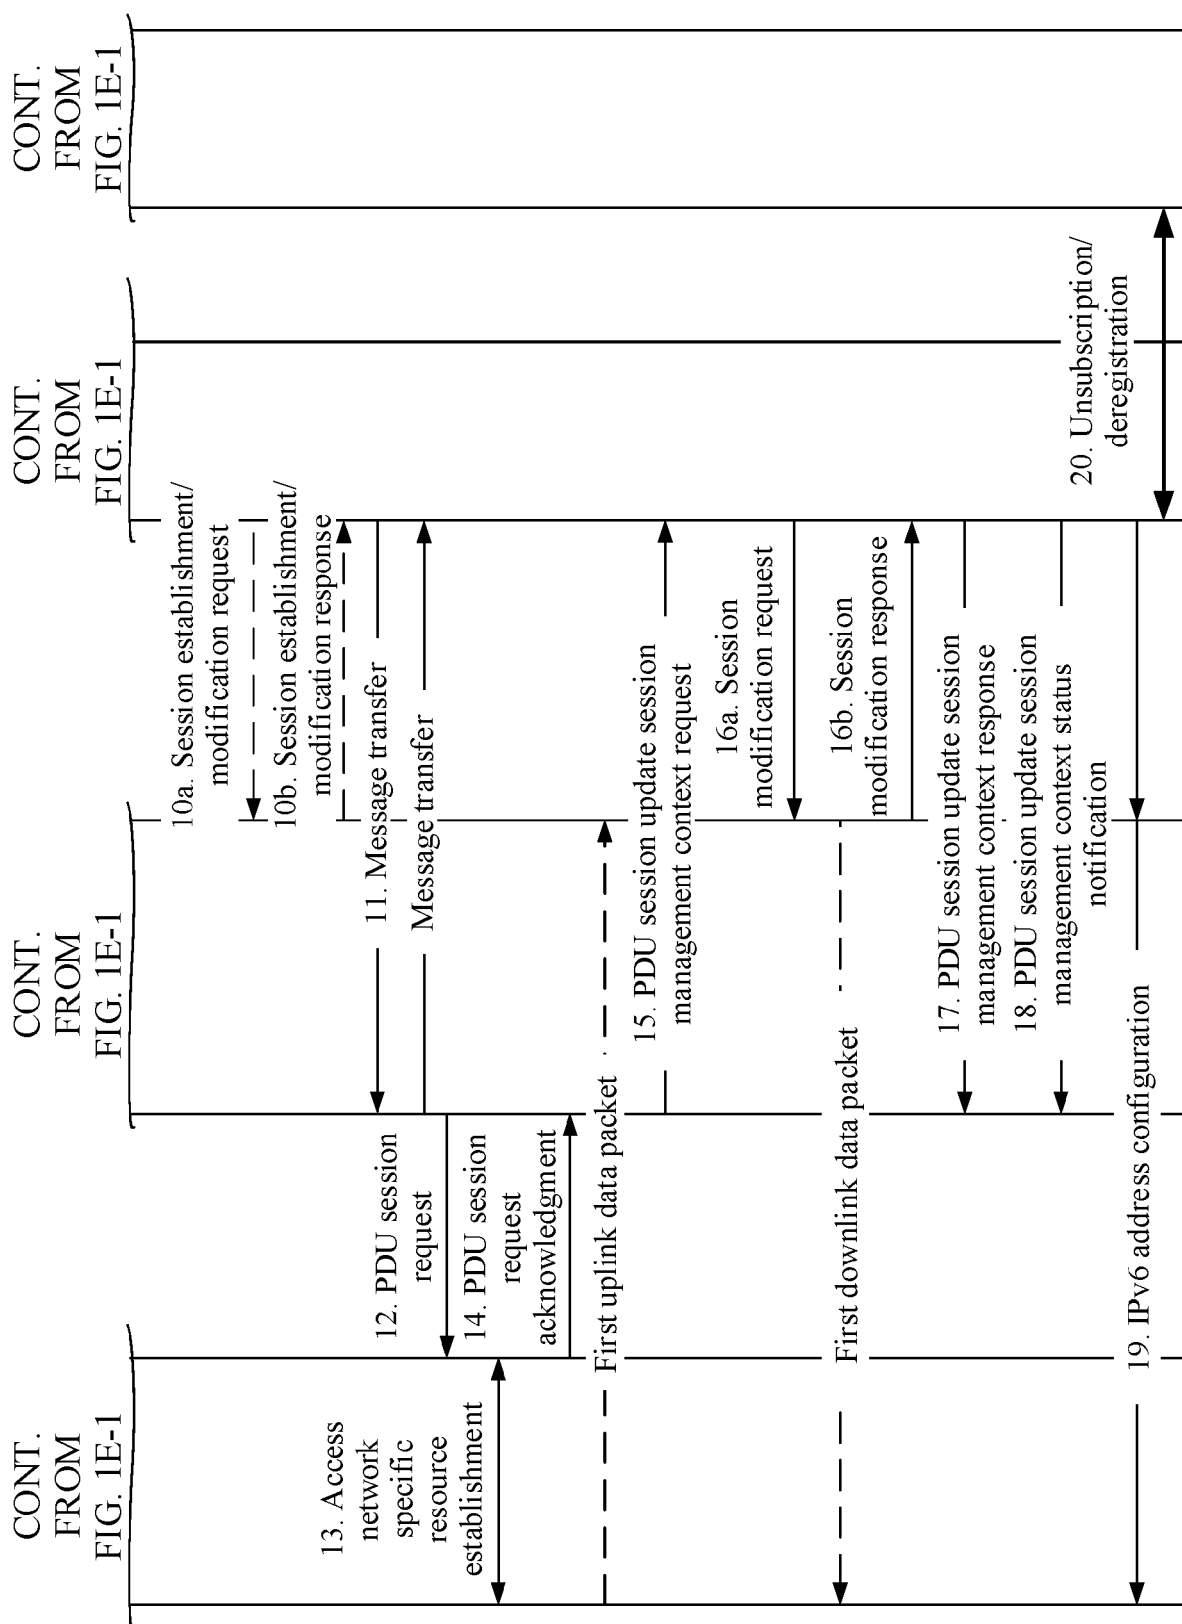 CONT.
FROM
FIG. 1E-1
CONT.
FROM
FIG. 1E-1
CONT.
FROM
FIG. 1E-1
CONT.
FROM
FIG. 1E-1
10a. Session establishment/
modification request
10b. Session establishment/
modification response
11. Message transfer
Message transfer
12. PDU session
request
13. Access
network
specific
resource
establishment
14. PDU session
request
acknowledgment
First uplink data packet
15. PDU session update session
management context request
16a. Session
modification request
First downlink data packet
16b. Session
modification response
17. PDU session update session
management context response
18. PDU session update session
management context status
notification
19. IPv6 address configuration
20. Unsubscription/
deregistration